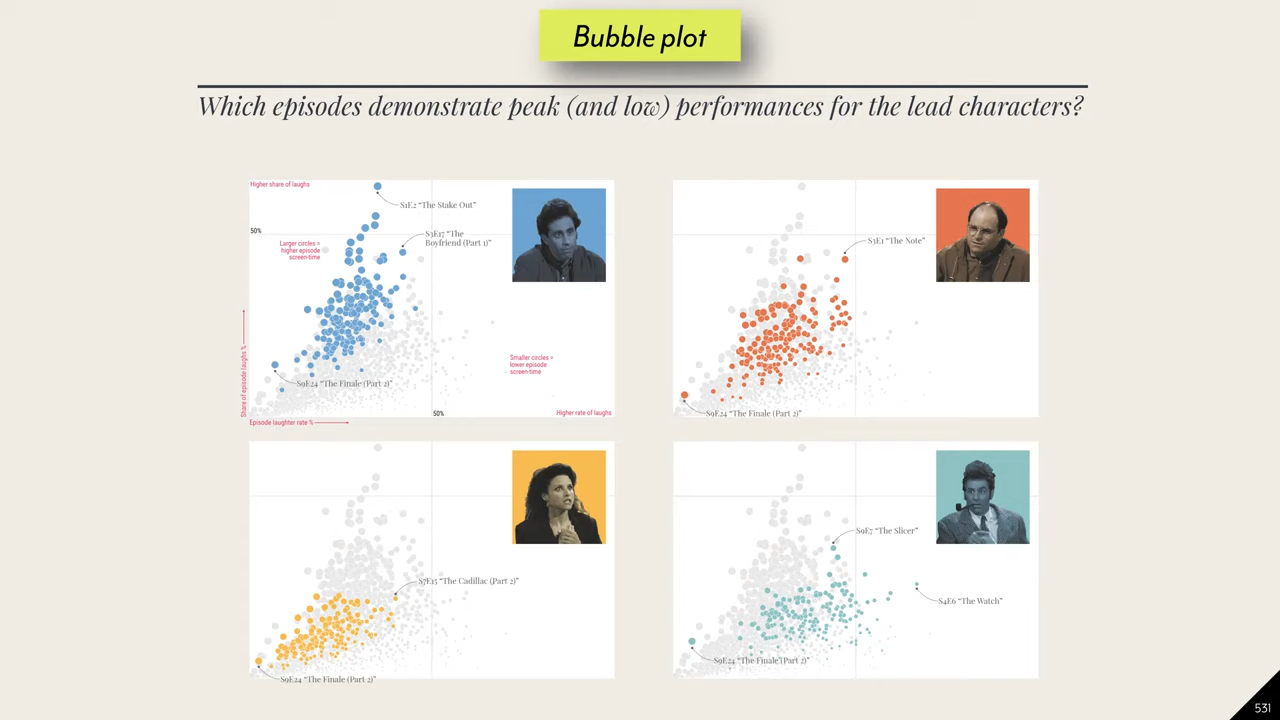 Bubble plot
Which episodes demonstrate peak (and low) performances for the lead characters?
Higher share of laughs
S1E2 “The Stake Out”
50%
S3E17 “The
Boyfriend (Part 1)”
Larger circles =
higher episode
screen-time
Smaller circles =
lower episode
screen-time
Share of episode laughs %
S9E24 “The Finale (Part 2)”
50%
Higher rate of laughs
Episode laughter rate %
S3E1 “The Note”
S9E24 “The Finale (Part 2)”
S7E15 “The Cadillac (Part 2)”
S9E24 “The Finale (Part 2)”
S9E7 “The Slicer”
S4E6 “The Watch”
S9E24 “The Finale (Part 2)”
531